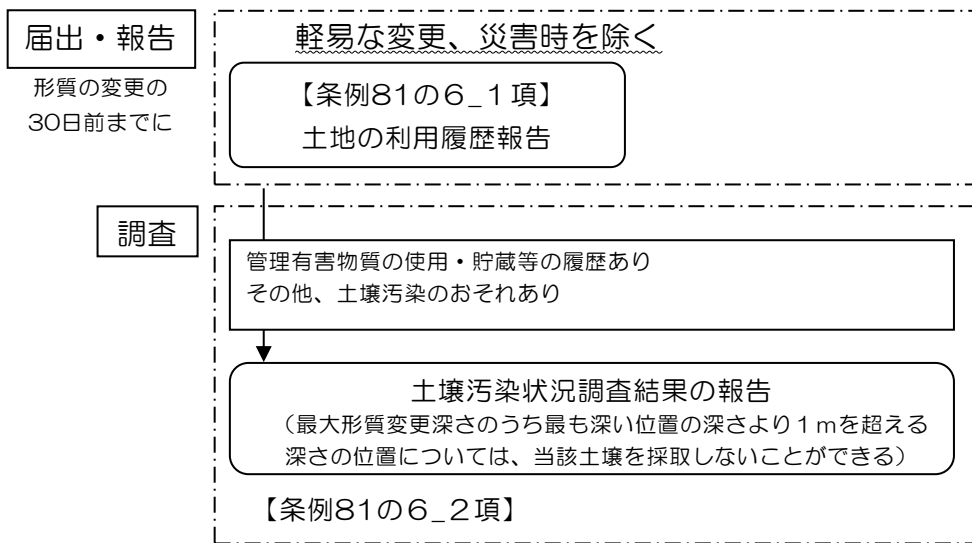 届出・報告
形質の変更の
30日前までに
軽易な変更、災害時を除く
【条例81の6_1項】
土地の利用履歴報告
調査
管理有害物質の使用・貯蔵等の履歴あり
その他、土壌汚染のおそれあり
土壌汚染状況調査結果の報告
（最大形質変更深さのうち最も深い位置の深さより1ｍを超える
深さの位置については、当該土壌を採取しないことができる）
【条例81の6_2項】